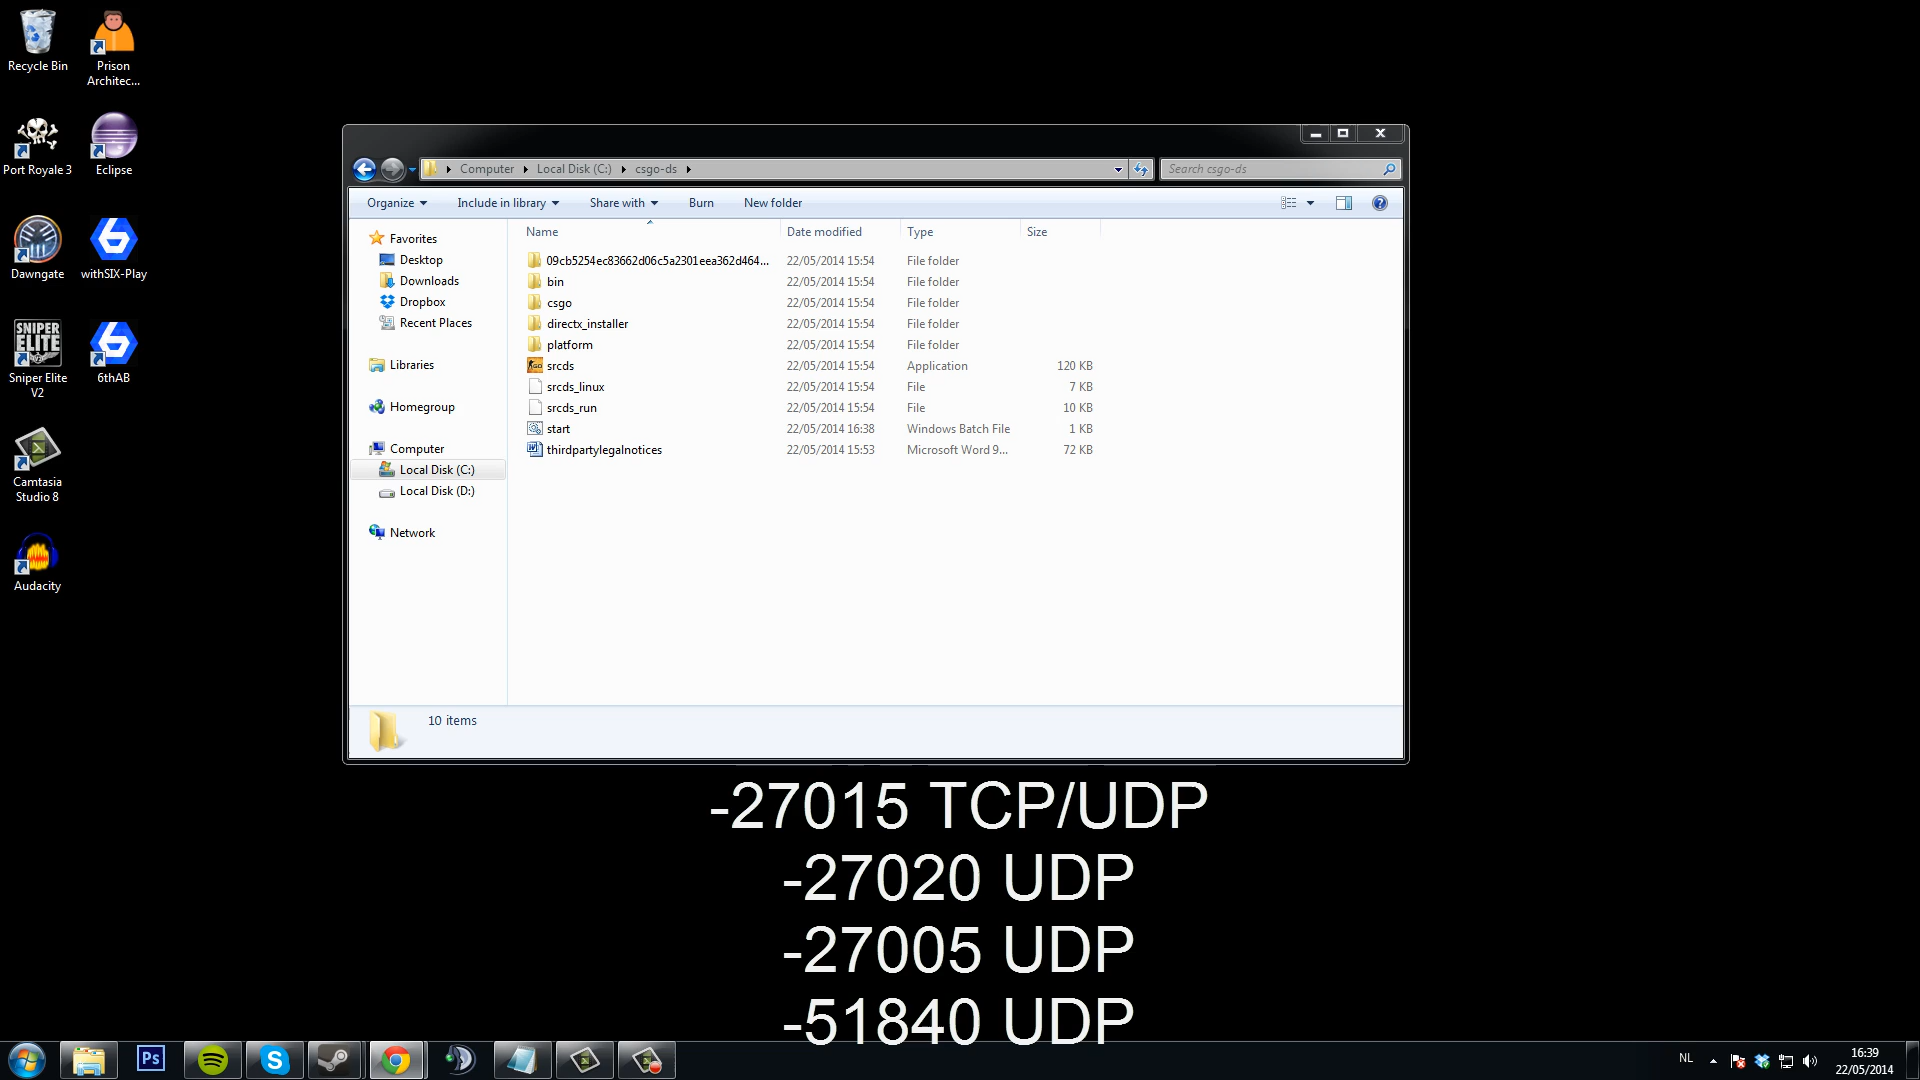 Recycle Bin
Prison
Architec...
Port Royale 3
Eclipse
Dawngate
withSIX-Play
SNIPER
ELITE
Sniper Elite
V2
6thAB
Camtasia
Studio 8
Audacity
Computer
Local Disk (C:)
csgo-ds
Search csgo-ds
Organize
Include in library
Share with
Burn
New folder
Favorites
Desktop
Downloads
Dropbox
Recent Places
Libraries
Homegroup
Computer
Local Disk (C:)
Local Disk (D:)
Network
Name Date modified Type Size
09cb5254ec83662d06c5a2301eea362d464... 22/05/2014 15:54 File folder
bin 22/05/2014 15:54 File folder
csgo 22/05/2014 15:54 File folder
directx_installer 22/05/2014 15:54 File folder
platform 22/05/2014 15:54 File folder
srcds 22/05/2014 15:54 Application 120 KB
srcds_linux 22/05/2014 15:54 File 7 KB
srcds_run 22/05/2014 15:54 File 10 KB
start 22/05/2014 16:38 Windows Batch File 1 KB
thirdpartylegalnotices 22/05/2014 15:53 Microsoft Word 9... 72 KB
10 items
-27015 TCP/UDP
-27020 UDP
-27005 UDP
-51840 UDP
Ps
NL
16:39
22/05/2014